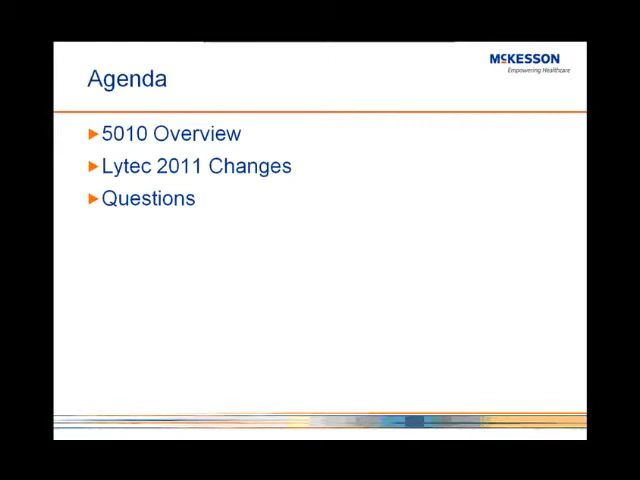 MCKESSON
Empowering Healthcare
Agenda
5010 Overview
Lytec 2011 Changes
Questions